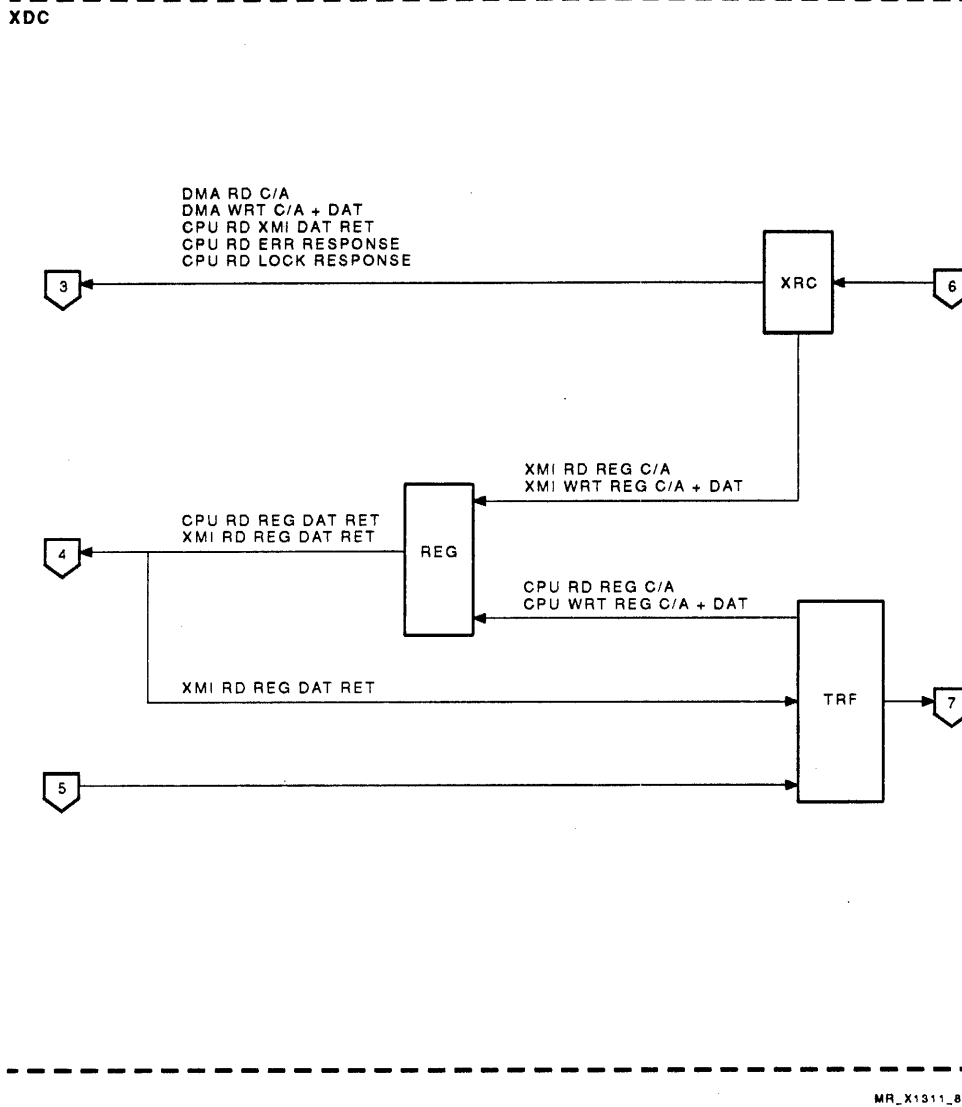 XDC
DMA RD C/A
DMA WRT C/A + DAT
CPU RD XMI DAT RET
CPU RD ERR RESPONSE
CPU RD LOCK RESPONSE
3
XRC
6
XMI RD REG C/A
XMI WRT REG C/A + DAT
CPU RD REG DAT RET
XMI RD REG DAT RET
4
REG
CPU RD REG C/A
CPU WRT REG C/A + DAT
XMI RD REG DAT RET
TRF
7
5
MR_X1311_8